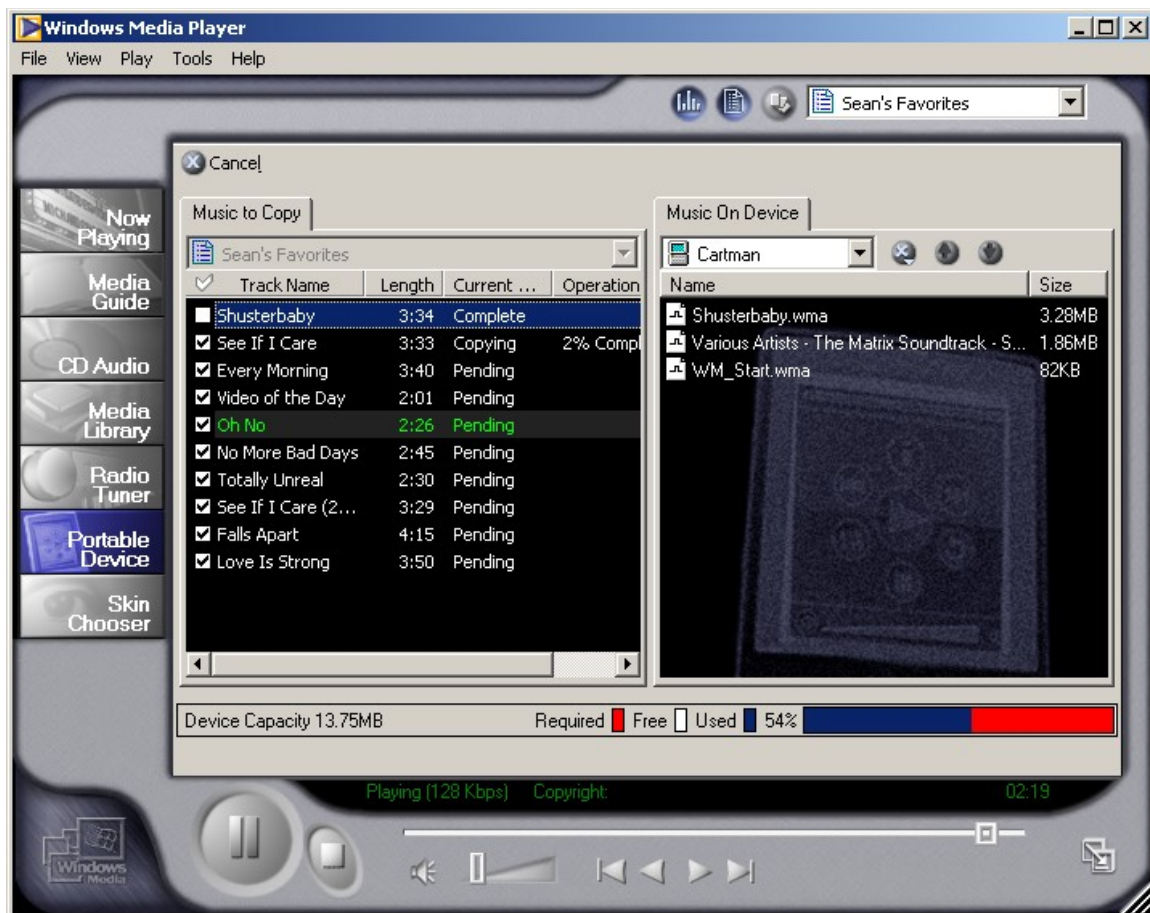 Windows Media Player
File View Play Tools Help
Sean's Favorites
Cancel
Music to Copy
Music On Device
Sean's Favorites
Cartman
Track Name Length Current ... Operation
Name Size
Shusterbaby 3:34 Complete
Shusterbaby.wma 3.28MB
See If I Care 3:33 Copying 2% Compl
Various Artists - The Matrix Soundtrack - S... 1.86MB
Every Morning 3:40 Pending
WM_Start.wma 82KB
Video of the Day 2:01 Pending
Oh No 2:26 Pending
No More Bad Days 2:45 Pending
Totally Unreal 2:30 Pending
See If I Care (2... 3:29 Pending
Falls Apart 4:15 Pending
Love Is Strong 3:50 Pending
Now
Playing
Media
Guide
CD Audio
Media
Library
Radio
Tuner
Portable
Device
Skin
Chooser
Device Capacity 13.75MB Required Free Used 54%
Playing (128 Kbps) Copyright: 02:19
Windows
Media